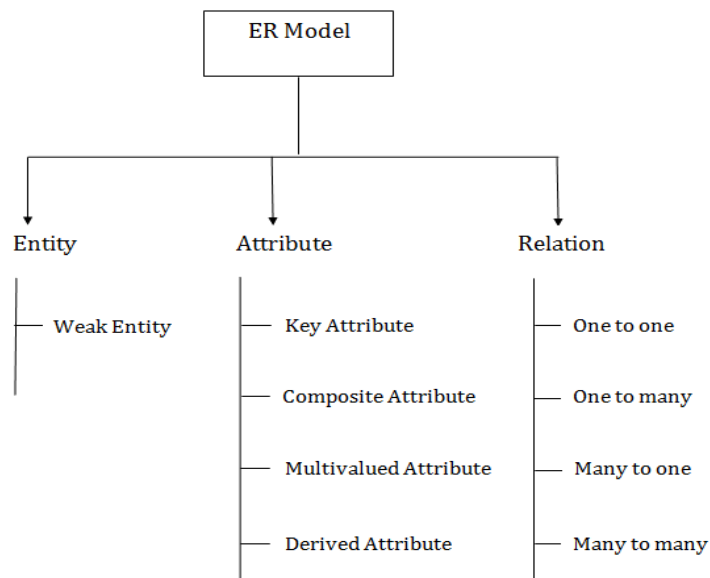 ER Model
Entity
Attribute
Relation
Weak Entity
Key Attribute
One to one
Composite Attribute
One to many
Multivalued Attribute
Many to one
Derived Attribute
Many to many